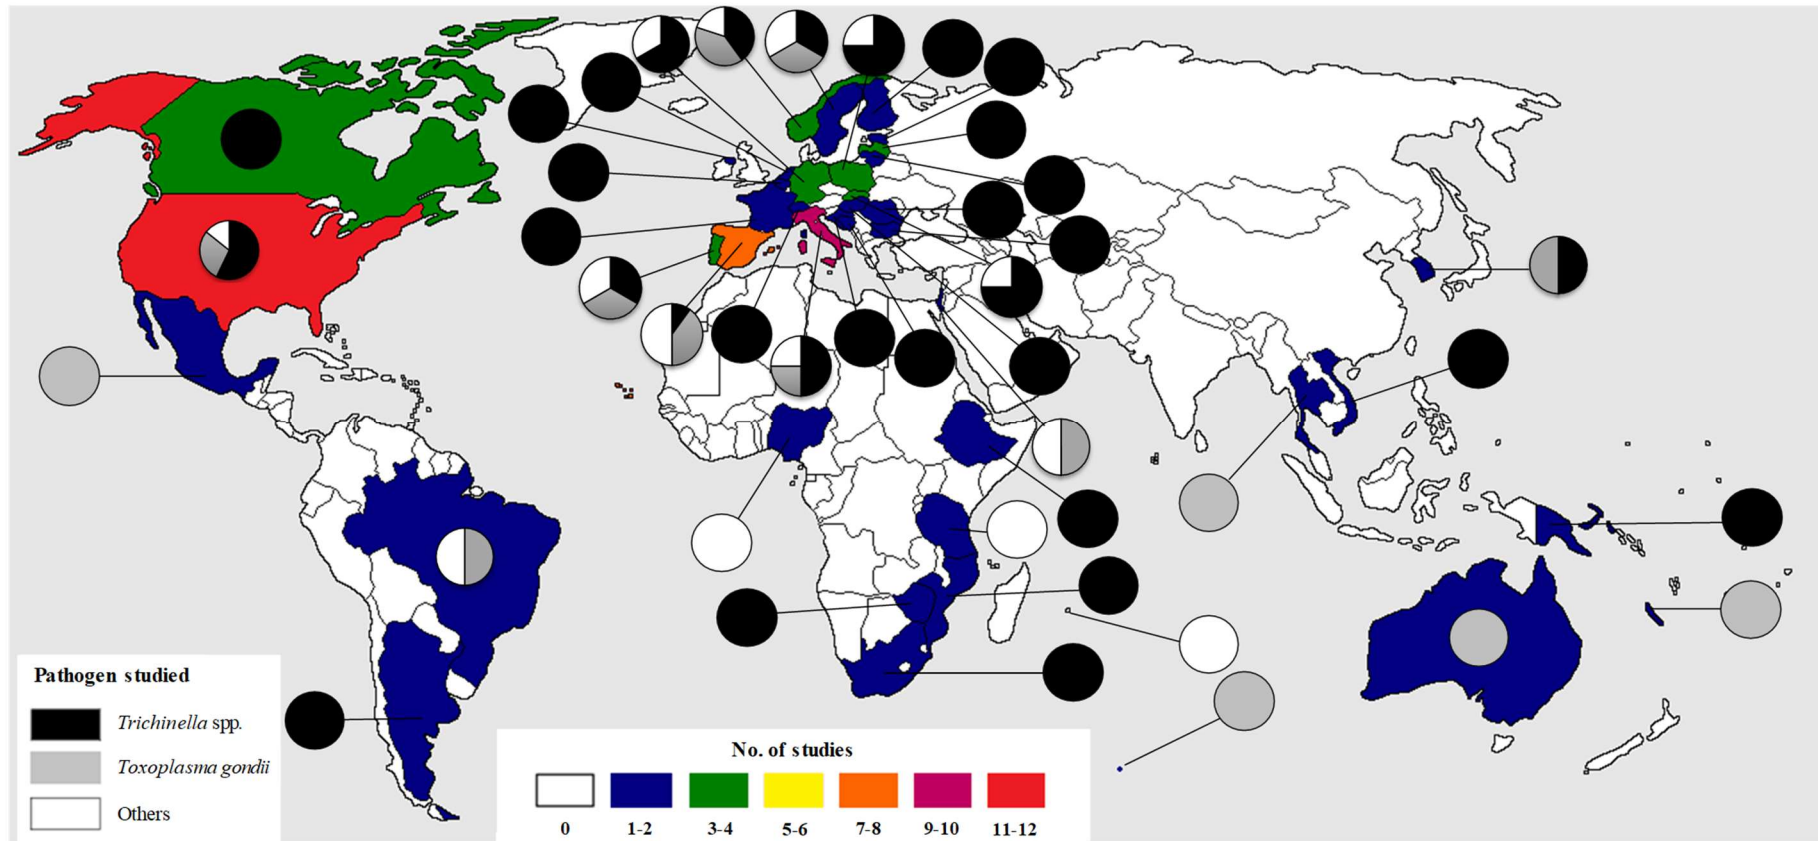 Pathogen studied
Trichinella spp.
Toxoplasma gondii
Others
No. of studies
0 1-2 3-4 5-6 7-8 9-10 11-12